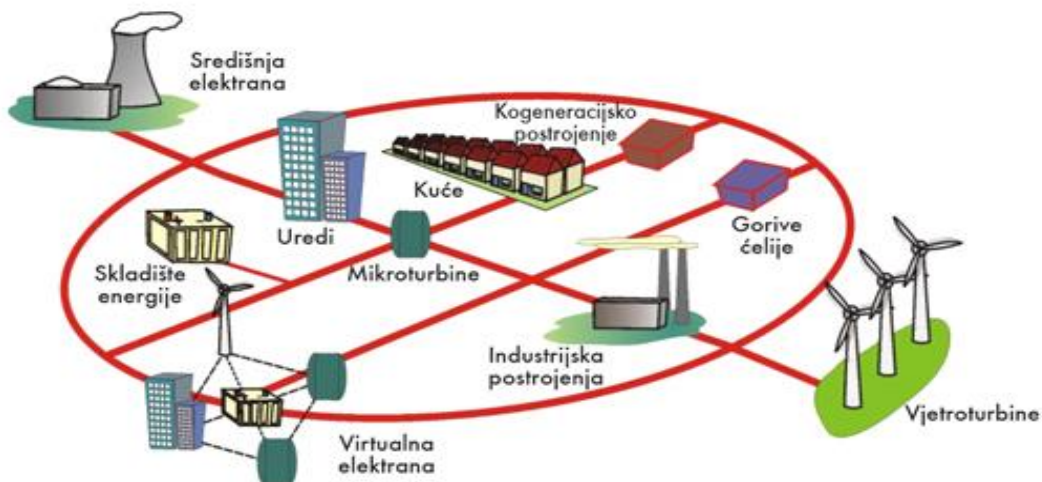 Središnja
elektrana
Kogeneracijsko
postrojenje
Kuće
Uredi
Mikroturbine
Gorive
ćelije
Skladište
energije
Industrijska
postrojenja
Vjetroturbine
Virtualna
elektrana